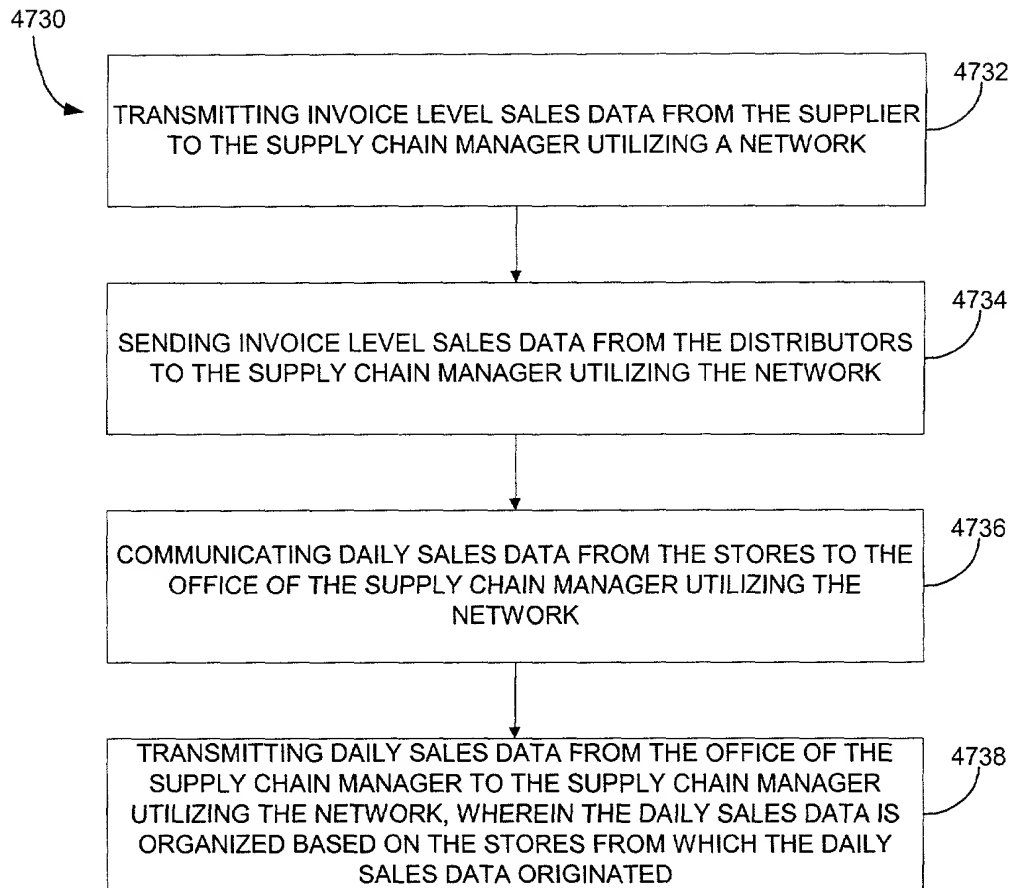 4730
4732
TRANSMITTING INVOICE LEVEL SALES DATA FROM THE SUPPLIER
TO THE SUPPLY CHAIN MANAGER UTILIZING A NETWORK
4734
SENDING INVOICE LEVEL SALES DATA FROM THE DISTRIBUTORS
TO THE SUPPLY CHAIN MANAGER UTILIZING THE NETWORK
4736
COMMUNICATING DAILY SALES DATA FROM THE STORES TO THE
OFFICE OF THE SUPPLY CHAIN MANAGER UTILIZING THE
NETWORK
4738
TRANSMITTING DAILY SALES DATA FROM THE OFFICE OF THE
SUPPLY CHAIN MANAGER TO THE SUPPLY CHAIN MANAGER
UTILIZING THE NETWORK, WHEREIN THE DAILY SALES DATA IS
ORGANIZED BASED ON THE STORES FROM WHICH THE DAILY
SALES DATA ORIGINATED